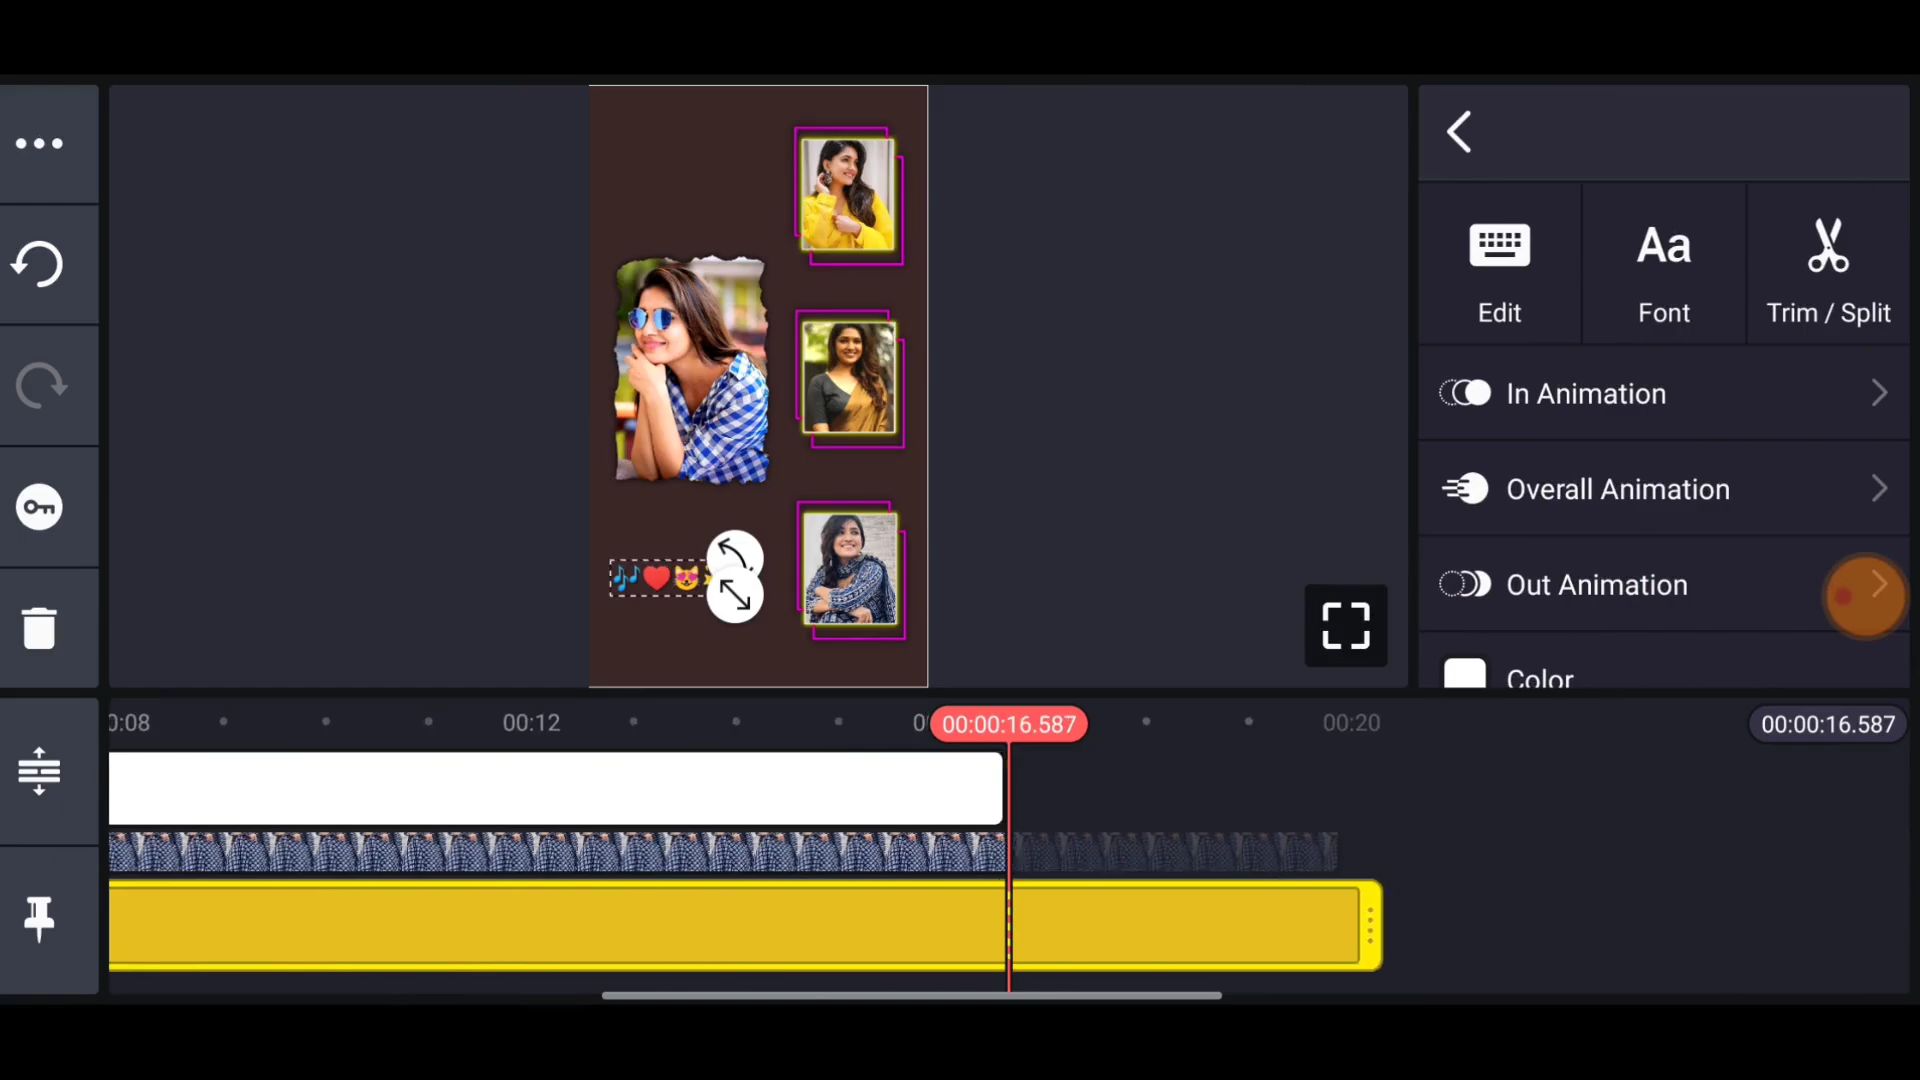 Edit
Font
Aa
Trim / Split
In Animation
Overall Animation
Out Animation
Color
0:08
00:12
00:00:16.587
00:20
00:00:16.587